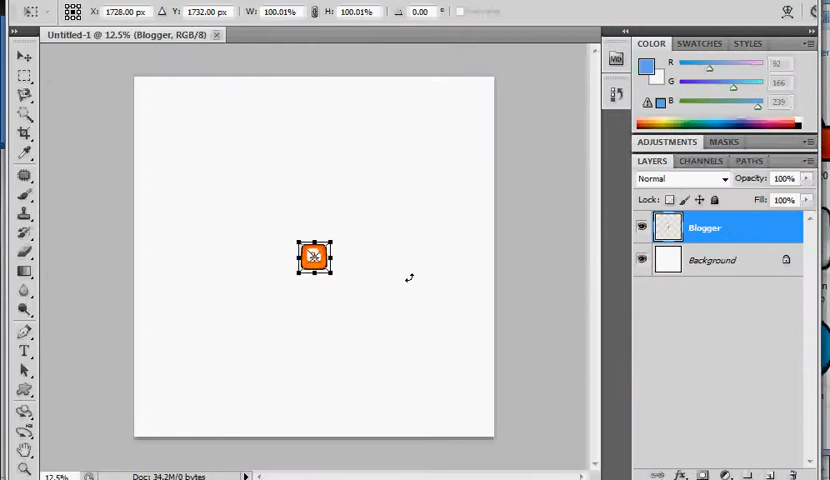 X: 1728.00 px Y: 1732.00 px W: 100.01% H: 100.01% 0.00 °
Untitled-1 @ 12.5% (Blogger, RGB/8) ×
COLOR SWATCHES STYLES
R 92
G 166
B 239
ADJUSTMENTS MASKS
LAYERS CHANNELS PATHS
Normal Opacity: 100%
Lock: Fill: 100%
Blogger
Background
12.5% Doc: 34.2M/0 bytes